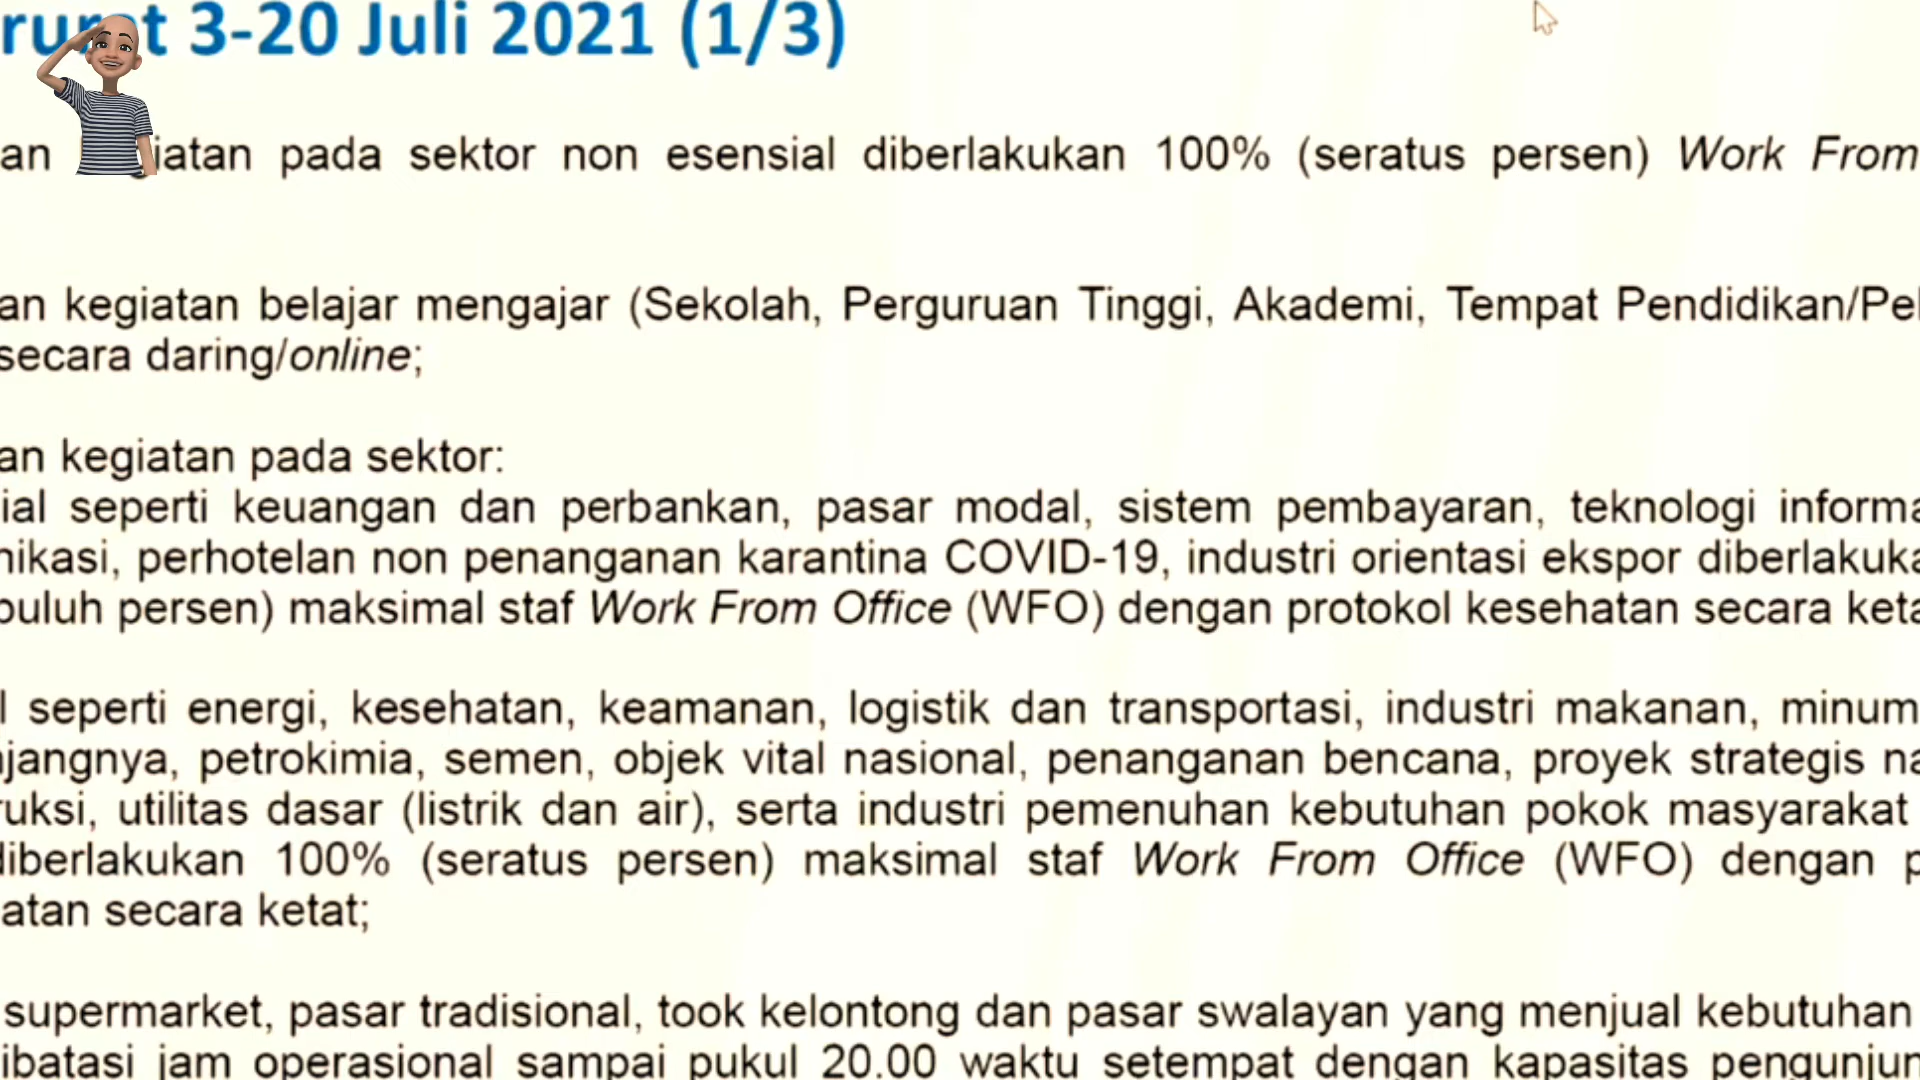 3-20 Juli 2021 (1/3)
pada sektor non esensial diberlakukan 100% (seratus persen) Work From
kegiatan belajar mengajar (Sekolah, Perguruan Tinggi, Akademi, Tempat Pendidikan/Pel
secara daring/online;
an kegiatan pada sektor:
ial seperti keuangan dan perbankan, pasar modal, sistem pembayaran, teknologi informa
nikasi, perhotelan non penanganan karantina COVID-19, industri orientasi ekspor diberlakuka
puluh persen) maksimal staf Work From Office (WFO) dengan protokol kesehatan secara keta
l seperti energi, kesehatan, keamanan, logistik dan transportasi, industri makanan, minum
jangnya, petrokimia, semen, objek vital nasional, penanganan bencana, proyek strategis na
ruksi, utilitas dasar (listrik dan air), serta industri pemenuhan kebutuhan pokok masyarakat
diberlakukan 100% (seratus persen) maksimal staf Work From Office (WFO) dengan p
atan secara ketat;
supermarket, pasar tradisional, took kelontong dan pasar swalayan yang menjual kebutuhan
ibatasi jam operasional sampai pukul 20.00 waktu setempat dengan kapasitas pengunjun